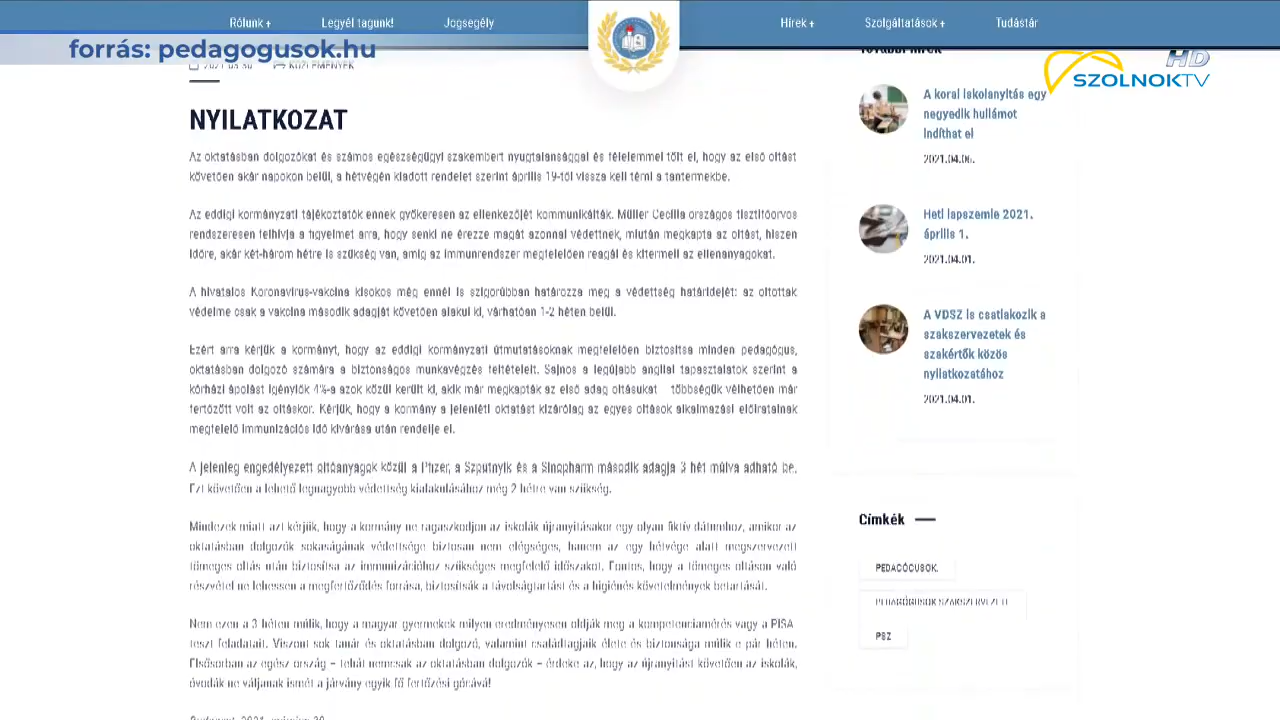 Rólunk +
Legyél tagunk!
Jogsegély
Hírek +
Szolgáltatások +
Tudástár
forrás: pedagogusok.hu
További hírek
HD
SZOLNOKTV
2021.03.30.
KÖZLEMÉNYEK
NYILATKOZAT
Az oktatásban dolgozókat és számos egészségügyi szakembert nyugtalansággal és félelemmel tölt el, hogy az első oltást
követően akár napokon belül, a hétvégén kiadott rendelet szerint április 19-től vissza kell térni a tantermekbe.
Az eddigi kormányzati tájékoztatók ennek gyökeresen az ellenkezőjét kommunikálták. Müller Cecília országos tisztifőorvos
rendszeresen felhívja a figyelmet arra, hogy senki ne érezze magát azonnal védettnek, miután megkapta az oltást, hiszen
időre, akár két-három hétre is szükség van, amíg az immunrendszer megfelelően reagál és kitermeli az ellenanyagokat.
A hivatalos Koronavírus-vakcina kisokos még ennél is szigorúbban határozza meg a védettség határidejét: az oltottak
védelme csak a vakcina második adagját követően alakul ki, várhatóan 1-2 héten belül.
Ezért arra kérjük a kormányt, hogy az eddigi kormányzati útmutatásoknak megfelelően biztosítsa minden pedagógus,
oktatásban dolgozó számára a biztonságos munkavégzés feltételeit. Sajnos a legújabb angliai tapasztalatok szerint a
kórházi ápolást igénylők 4%-a azok közül került ki, akik már megkapták az első adag oltásukat többségük vélhetően már
fertőzött volt az oltáskor. Kérjük, hogy a kormány a jelenléti oktatást kizárólag az egyes oltások alkalmazási előiratainak
megfelelő immunizációs idő kivárása után rendelje el.
A jelenleg engedélyezett oltóanyagok közül a Pfizer, a Szputnyik és a Sinopharm második adagja 3 hét múlva adható be.
Ezt követően a lehető legnagyobb védettség kialakulásához még 2 hétre van szükség.
Mindezek miatt azt kérjük, hogy a kormány ne ragaszkodjon az iskolák újranyitásakor egy olyan fiktív dátumhoz, amikor az
oktatásban dolgozók sokaságának védettsége biztosan nem elégséges, hanem az egy hétvége alatt megszervezett
tömeges oltás után biztosítsa az immunizációhoz szükséges megfelelő időszakot. Fontos, hogy a tömeges oltáson való
részvétel ne lehessen a megfertőződés forrása, biztosítsák a távolságtartást és a higiénés követelmények betartását.
Nem ezen a 3 héten múlik, hogy a magyar gyermekek milyen eredményesen oldják meg a kompetenciamérés vagy a PISA-
teszt feladatait. Viszont sok tanár és oktatásban dolgozó, valamint családtagjaik élete és biztonsága múlik e pár héten.
Elsősorban az egész ország – tehát nemcsak az oktatásban dolgozók – érdeke az, hogy az újranyitást követően az iskolák,
óvodák ne váljanak ismét a járvány egyik fő fertőzési gócává!
Budapest, 2021. március 30.
A korai iskolanyitás egy
negyedik hullámot
indíthat el
2021.04.06.
Heti lapszemle 2021.
április 1.
2021.04.01.
A VDSZ is csatlakozik a
szakszervezetek és
szakértők közös
nyilatkozatához
2021.04.01.
Címkék
PEDAGÓGUSOK,
PEDAGÓGUSOK SZAKSZERVEZETE
PSZ